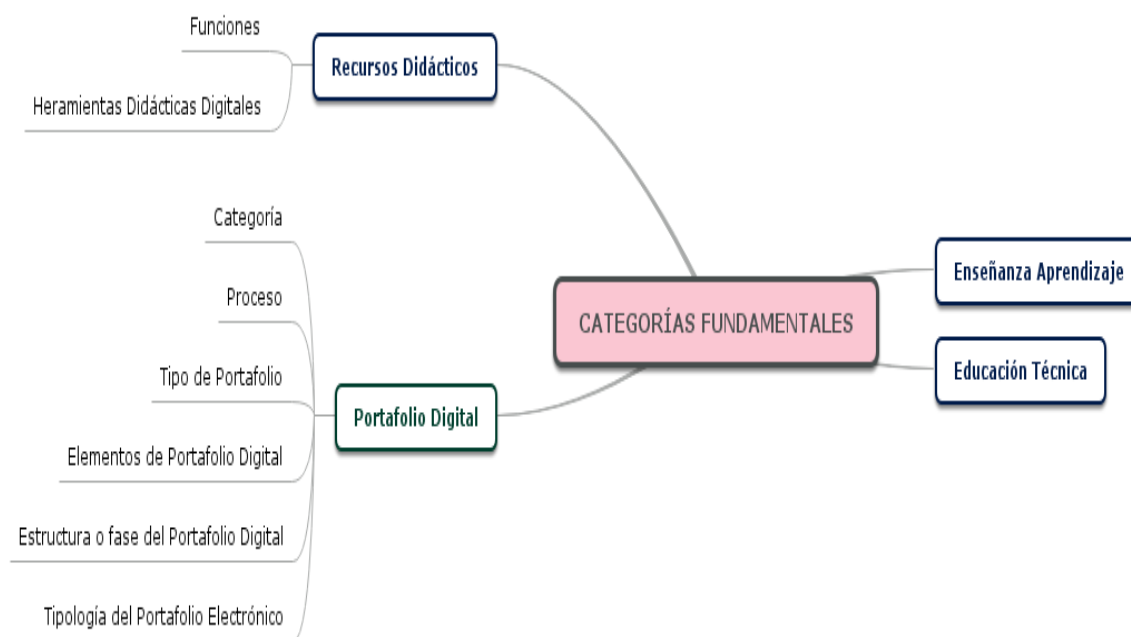 Funciones
Recursos Didácticos
Heramientas Didácticas Digitales
Categoría
Proceso
Tipo de Portafolio
Portafolio Digital
Elementos de Portafolio Digital
Estructura o fase del Portafolio Digital
Tipología del Portafolio Electrónico
CATEGORÍAS FUNDAMENTALES
Enseñanza Aprendizaje
Educación Técnica